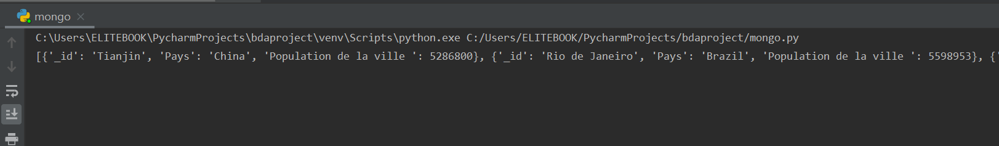 mongo
C:\Users\ELITEBOOK\PycharmProjects\bdaproject\venv\Scripts\python.exe C:/Users/ELITEBOOK/PycharmProjects/bdaproject/mongo.py
[{'_id': 'Tianjin', 'Pays': 'China', 'Population de la ville ': 5286800}, {'_id': 'Rio de Janeiro', 'Pays': 'Brazil', 'Population de la ville ': 5598953}, {'